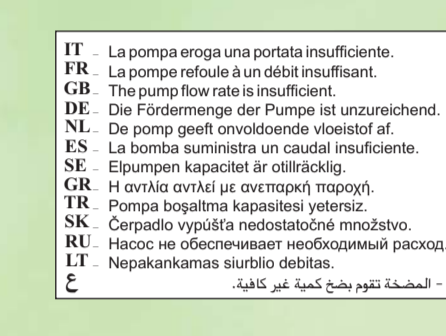 IT – La pompa eroga una portata insufficiente.
FR – La pompe refoule à un débit insuffisant.
GB – The pump flow rate is insufficient.
DE – Die Fördermenge der Pumpe ist unzureichend.
NL – De pomp geeft onvoldoende vloeistof af.
ES – La bomba suministra un caudal insuficiente.
SE – Elpumpen kapacitet är otillräcklig.
GR – Η αντλία αντλεί με ανεπαρκή παροχή.
TR – Pompa boşaltma kapasitesi yetersiz.
SK – Čerpadlo vypúšťa nedostatočné množstvo.
RU – Насос не обеспечивает необходимый расход.
LT – Nepakankamas siurblio debitas.
ع – المضخة تقوم بضخ كمية غير كافية.